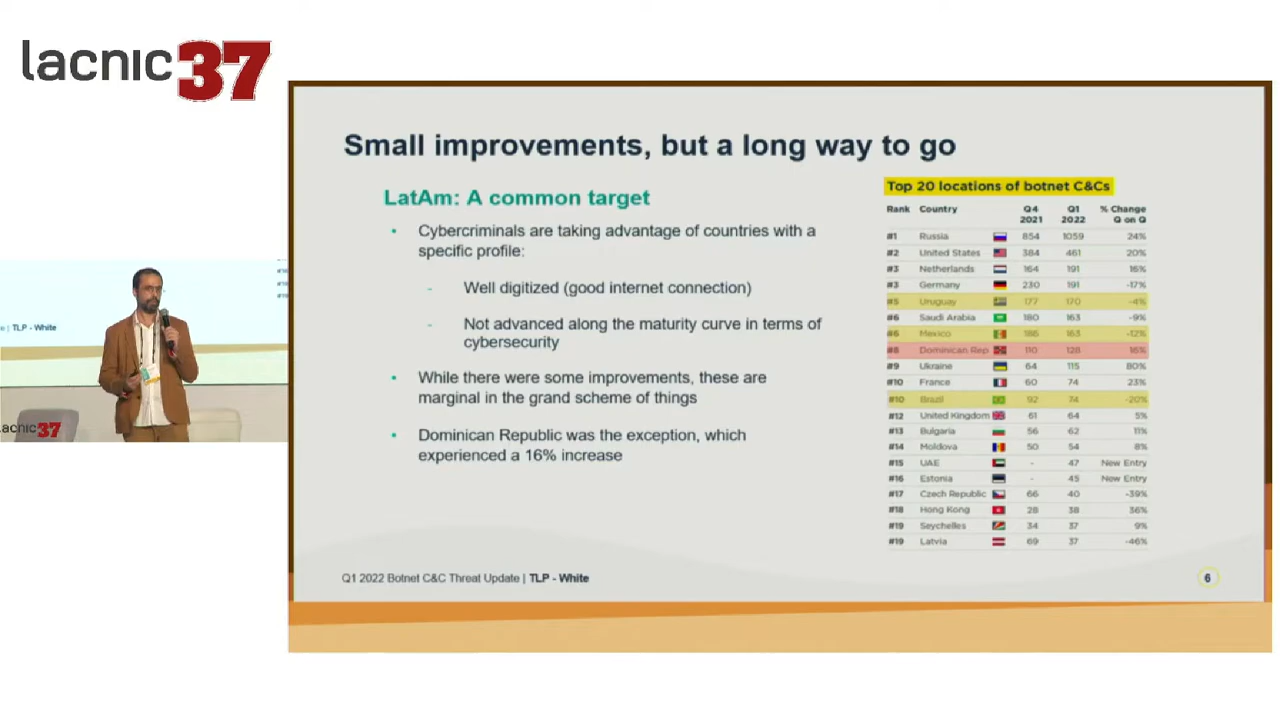 lacnic 37
Small improvements, but a long way to go
LatAm: A common target
• Cybercriminals are taking advantage of countries with a
specific profile:
- Well digitized (good internet connection)
- Not advanced along the maturity curve in terms of
cybersecurity
• While there were some improvements, these are
marginal in the grand scheme of things
• Dominican Republic was the exception, which
experienced a 16% increase
Top 20 locations of botnet C&Cs
Rank Country Q4 2021 Q1 2022 % Change Q on Q
#1 Russia 854 1059 24%
#2 United States 384 461 20%
#3 Netherlands 164 191 16%
#3 Germany 230 191 -17%
#5 Uruguay 177 170 -4%
#6 Saudi Arabia 180 163 -9%
#6 Mexico 186 163 -12%
#8 Dominican Rep 110 128 16%
#9 Ukraine 64 115 80%
#10 France 60 74 23%
#10 Brazil 92 74 -20%
#12 United Kingdom 61 64 5%
#13 Bulgaria 56 62 11%
#14 Moldova 50 54 8%
#15 UAE - 47 New Entry
#16 Estonia - 45 New Entry
#17 Czech Republic 66 40 -39%
#18 Hong Kong 28 38 36%
#19 Seychelles 34 37 9%
#19 Latvia 69 37 -46%
Q1 2022 Botnet C&C Threat Update | TLP - White
6
| TLP - White
lacnic 37